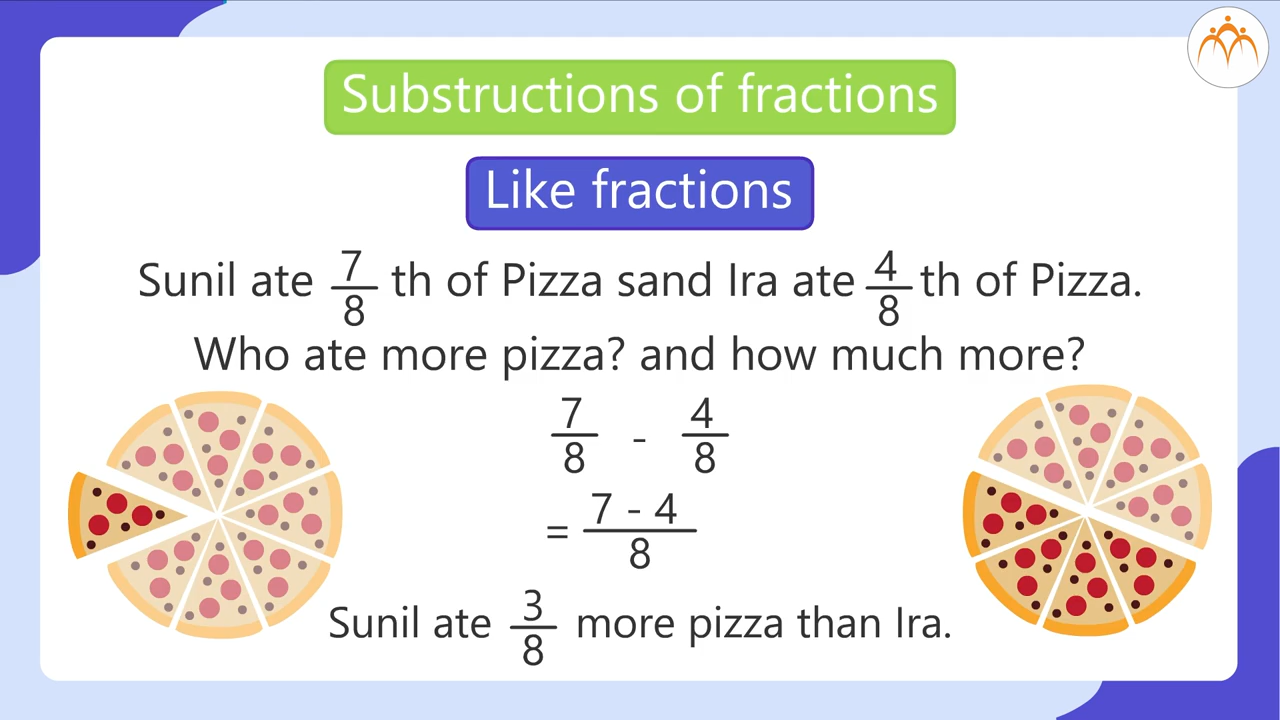 Substructions of fractions
Like fractions
Sunil ate 7/8 th of Pizza sand Ira ate 4/8 th of Pizza.
Who ate more pizza? and how much more?
7/8 - 4/8
= 7 - 4/8
Sunil ate 3/8 more pizza than Ira.